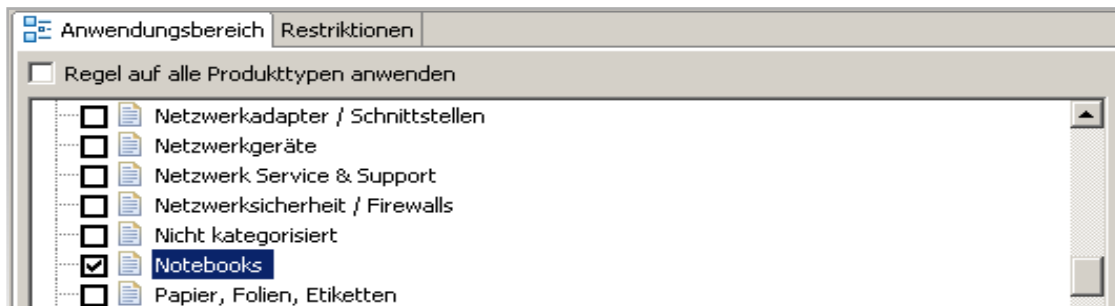 Anwendungsbereich Restriktionen
Regel auf alle Produkttypen anwenden
Netzwerkadapter / Schnittstellen
Netzwerkgeräte
Netzwerk Service & Support
Netzwerksicherheit / Firewalls
Nicht kategorisiert
Notebooks
Papier, Folien, Etiketten